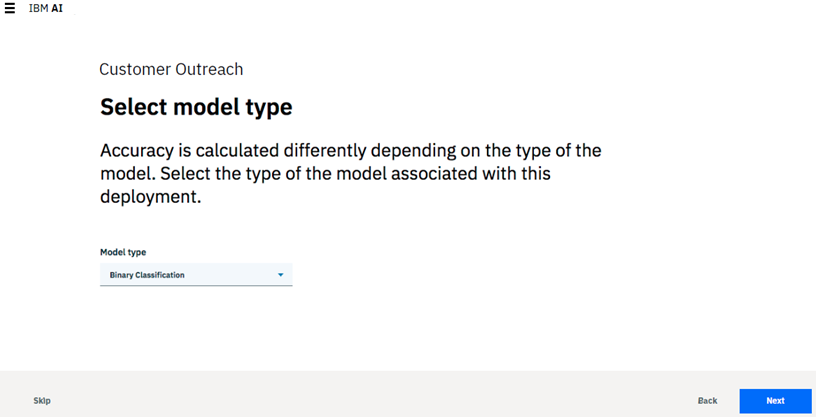 IBM AI
Customer Outreach
Select model type
Accuracy is calculated differently depending on the type of the
model. Select the type of the model associated with this
deployment.
Model type
Binary Classification
Skip
Back
Next